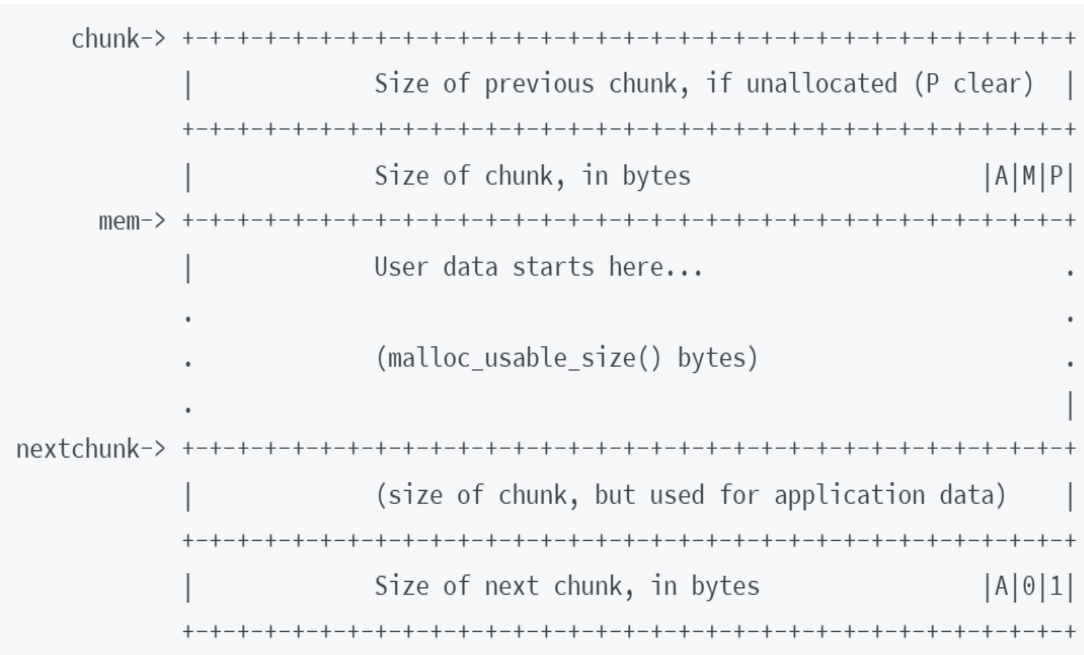 chunk-> +-+-+-+-+-+-+-+-+-+-+-+-+-+-+-+-+-+-+-+-+-+-+-+-+-+-+-+-+-+-+-+-+
| Size of previous chunk, if unallocated (P clear) |
+-+-+-+-+-+-+-+-+-+-+-+-+-+-+-+-+-+-+-+-+-+-+-+-+-+-+-+-+-+-+-+-+
| Size of chunk, in bytes |A|M|P|
mem-> +-+-+-+-+-+-+-+-+-+-+-+-+-+-+-+-+-+-+-+-+-+-+-+-+-+-+-+-+-+-+-+-+
| User data starts here... .
. .
. (malloc_usable_size() bytes) .
. |
nextchunk-> +-+-+-+-+-+-+-+-+-+-+-+-+-+-+-+-+-+-+-+-+-+-+-+-+-+-+-+-+-+-+-+-+
| (size of chunk, but used for application data) |
+-+-+-+-+-+-+-+-+-+-+-+-+-+-+-+-+-+-+-+-+-+-+-+-+-+-+-+-+-+-+-+-+
| Size of next chunk, in bytes |A|0|1|
+-+-+-+-+-+-+-+-+-+-+-+-+-+-+-+-+-+-+-+-+-+-+-+-+-+-+-+-+-+-+-+-+